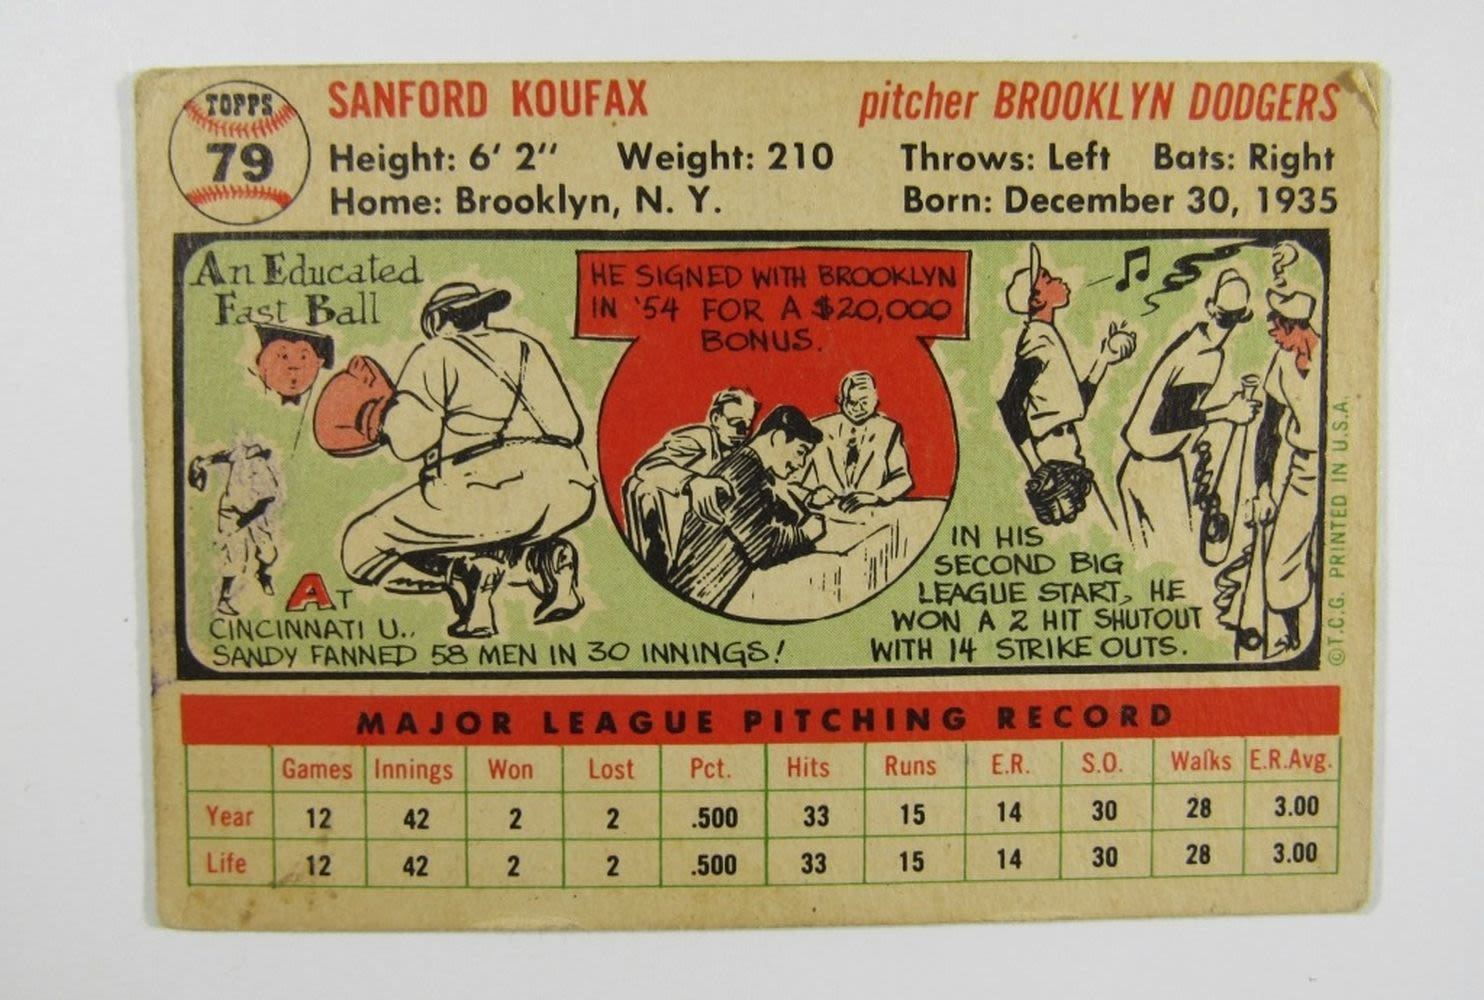 TOPPS
79
SANFORD KOUFAX
pitcher BROOKLYN DODGERS
Height: 6' 2" Weight: 210 Throws: Left Bats: Right
Home: Brooklyn, N. Y. Born: December 30, 1935
An Educated
Fast Ball
AT
CINCINNATI U..
SANDY FANNED 58 MEN IN 30 INNINGS!
HE SIGNED WITH BROOKLYN
IN '54 FOR A $20,000
BONUS.
IN HIS
SECOND BIG
LEAGUE START, HE
WON A 2 HIT SHUTOUT
WITH 14 STRIKE OUTS.
© T.C.G. PRINTED IN U.S.A.
MAJOR LEAGUE PITCHING RECORD
Games Innings Won Lost Pct. Hits Runs E.R. S.O. Walks E.R.Avg.
Year 12 42 2 2 .500 33 15 14 30 28 3.00
Life 12 42 2 2 .500 33 15 14 30 28 3.00